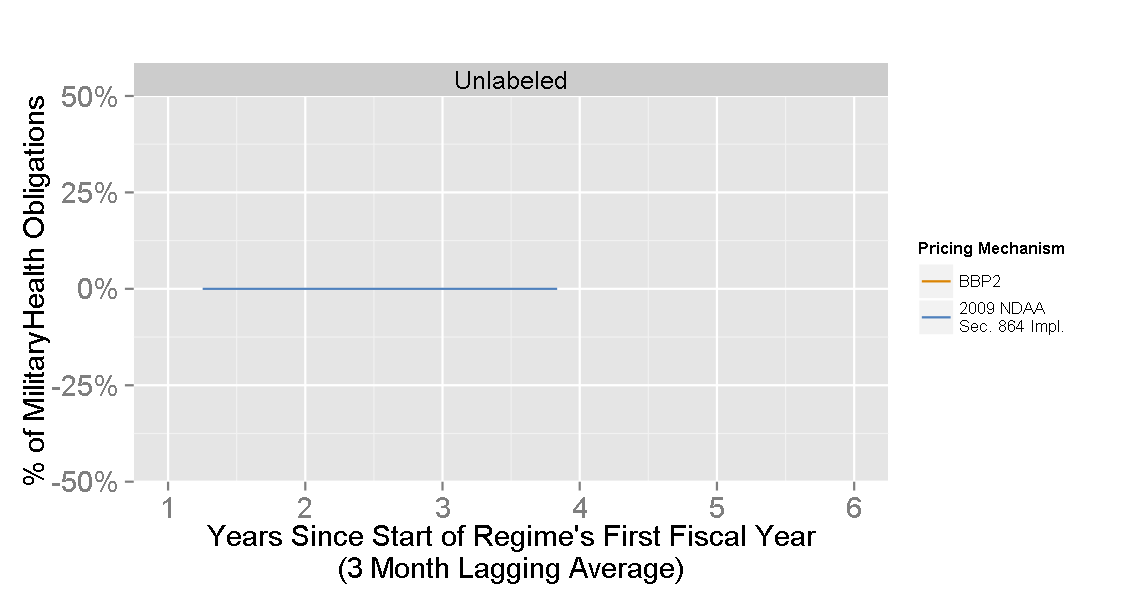 Unlabeled
50%
25%
0%
-25%
-50%
% of MilitaryHealth Obligations
1 2 3 4 5 6
Years Since Start of Regime's First Fiscal Year
(3 Month Lagging Average)
Pricing Mechanism
BBP2
2009 NDAA
Sec. 864 Impl.